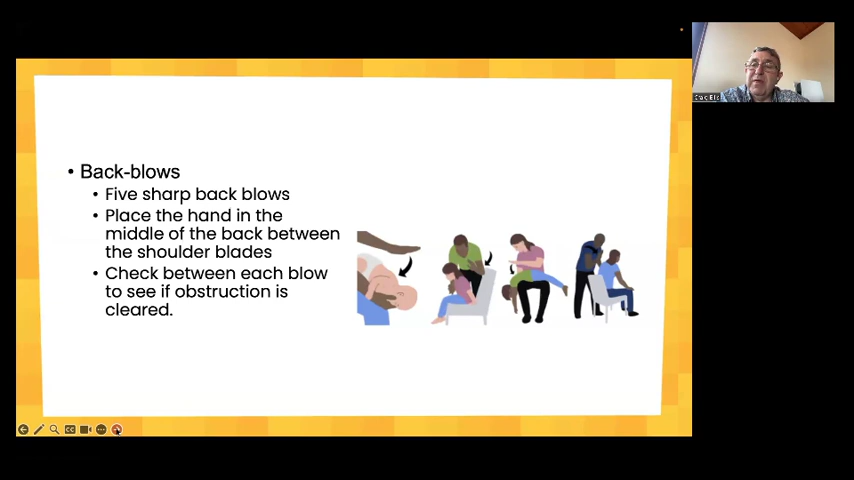 • Back-blows
• Five sharp back blows
• Place the hand in the
middle of the back between
the shoulder blades
• Check between each blow
to see if obstruction is
cleared.
CC